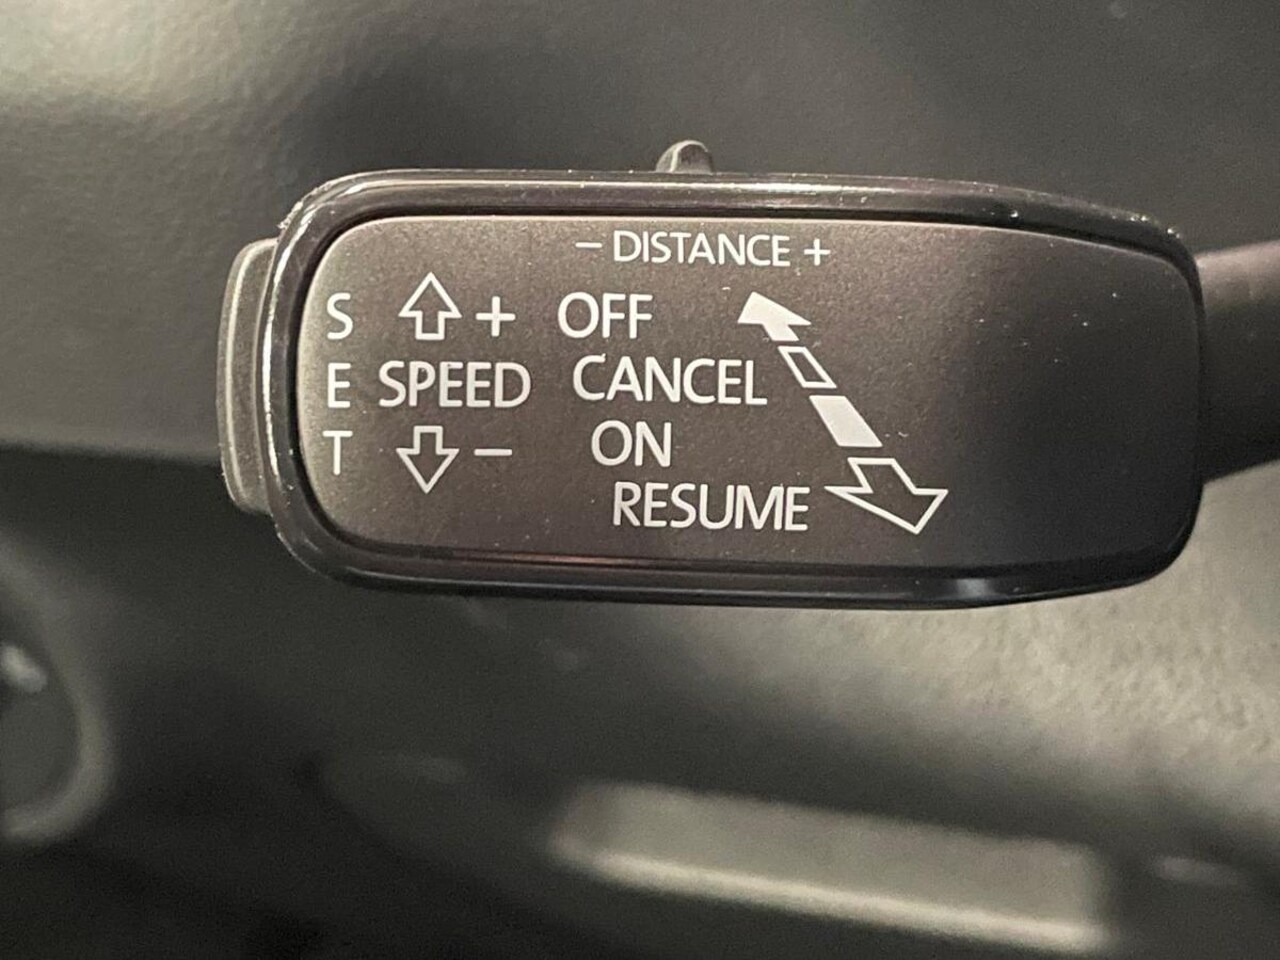 − DISTANCE +
S + OFF
E SPEED CANCEL
T − ON
RESUME